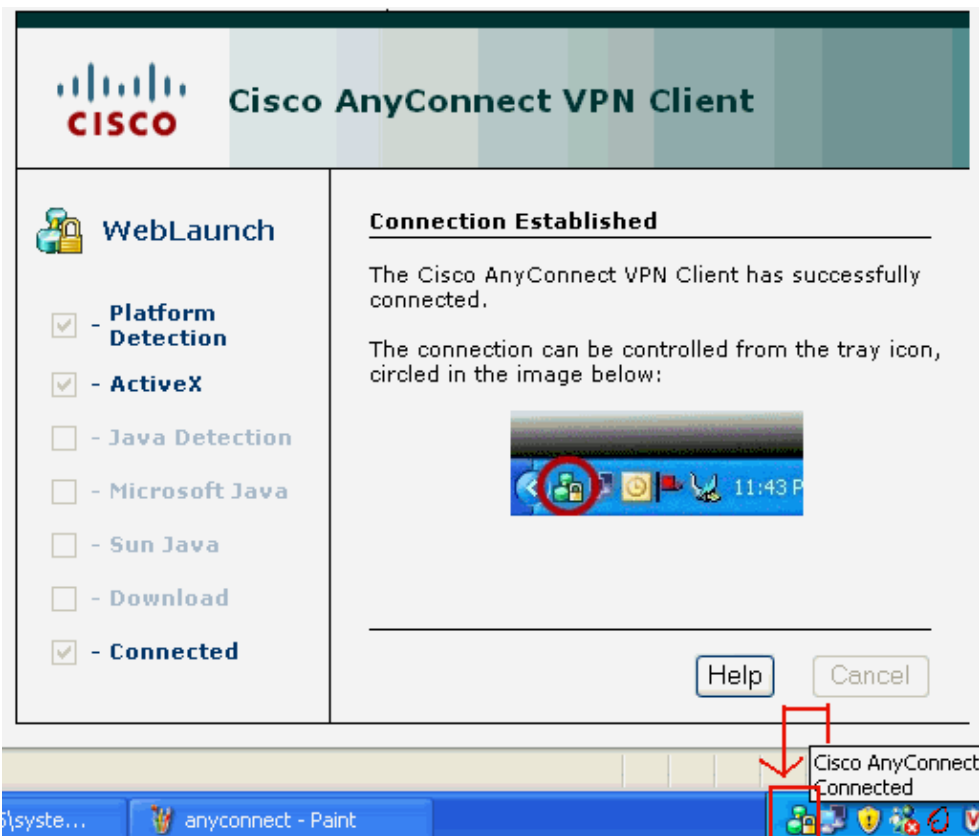 CISCO
Cisco AnyConnect VPN Client
WebLaunch
- Platform
Detection
- ActiveX
- Java Detection
- Microsoft Java
- Sun Java
- Download
- Connected
Connection Established
The Cisco AnyConnect VPN Client has successfully
connected.
The connection can be controlled from the tray icon,
circled in the image below:
11:43 P
Help
Cancel
Cisco AnyConnect
Connected
\syste...
anyconnect - Paint